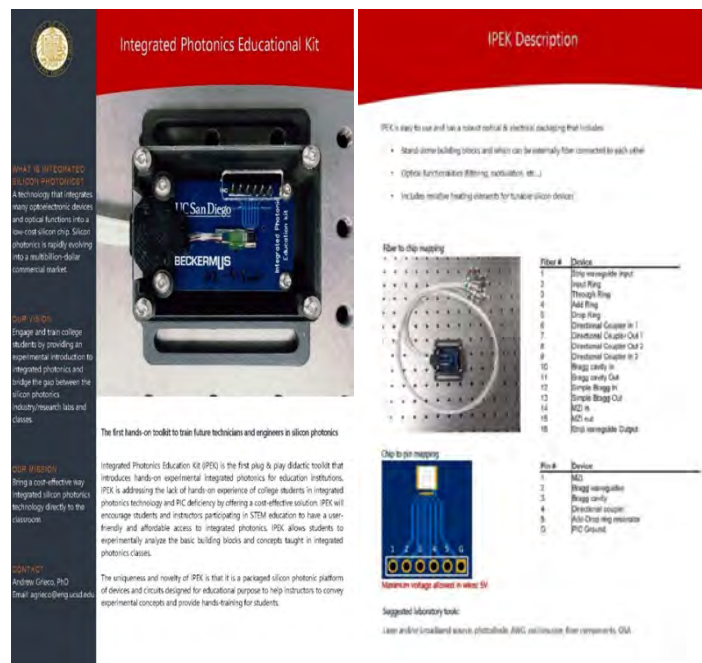 Integrated Photonics Educational Kit
WHAT IS INTEGRATED
SILICON PHOTONICS?
A technology that integrates
many optoelectronic devices
and optical functions into a
low-cost silicon chip. Silicon
photonics is rapidly evolving
into a multibillion-dollar
commercial market.
OUR VISION
Engage and train college
students by providing an
experimental introduction to
integrated photonics and
bridge the gap between the
silicon photonics
industry/research labs and
classes.
OUR MISSION
Bring a cost-effective way
integrated silicon photonics
technology directly to the
classroom
CONTACT
Andrew Grieco, PhD
Email: agrieco@eng.ucsd.edu
UC San Diego
BECKERMUS
Integrated Photonic
Education kit
The first hands-on toolkit to train future technicians and engineers in silicon photonics
Integrated Photonics Education Kit (IPEK) is the first plug & play didactic toolkit that
introduces hands-on experimental integrated photonics for education institutions.
IPEK is addressing the lack of hands-on experience of college students in integrated
photonics technology and PIC deficiency by offering a cost-effective solution. IPEK will
encourage students and instructors participating in STEM education to have a user-
friendly and affordable access to integrated photonics. IPEK allows students to
experimentally analyze the basic building blocks and concepts taught in integrated
photonics classes.
The uniqueness and novelty of IPEK is that it is a packaged silicon photonic platform
of devices and circuits designed for educational purpose to help instructors to convey
experimental concepts and provide hands-training for students.
IPEK Description
IPEK is easy to use and has a robust optical & electrical packaging that includes
• Stand-alone building blocks and which can be externally fiber connected to each other
• Optical functionalities (filtering, modulation, etc...)
• Includes relative heating elements for tunable silicon devices
Fiber to chip mapping
Fiber # Device
1 Strip waveguide Input
2 Input Ring
3 Through Ring
4 Add Ring
5 Drop Ring
6 Directional Coupler In 1
7 Directional Coupler Out 1
8 Directional Coupler Out 2
9 Directional Coupler In 2
10 Bragg cavity In
11 Bragg cavity Out
12 Simple Bragg In
13 Simple Bragg Out
14 MZI in
15 MZI out
16 Strip waveguide Output
Chip to pin mapping
1 2 3 4 5 G
Maximum voltage allowed in wires: 5V
Pin # Device
1 MZI
2 Bragg waveguides
3 Bragg cavity
4 Directional coupler
5 Add-Drop ring resonator
G PIC Ground
Suggested laboratory tools:
Laser and/or broadband source, photodiode, AWG, oscilloscope, fiber components, OSA